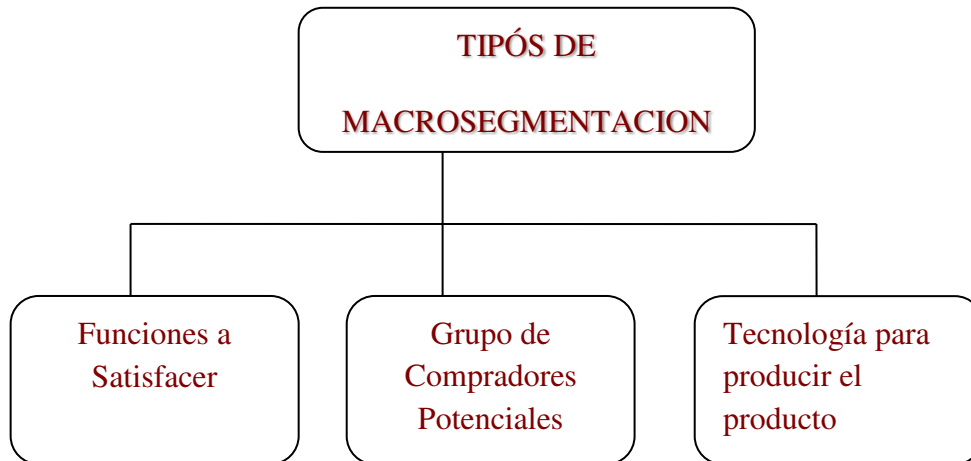 TIPÓS DE
MACROSEGMENTACION
Funciones a
Satisfacer
Grupo de
Compradores
Potenciales
Tecnología para
producir el
producto